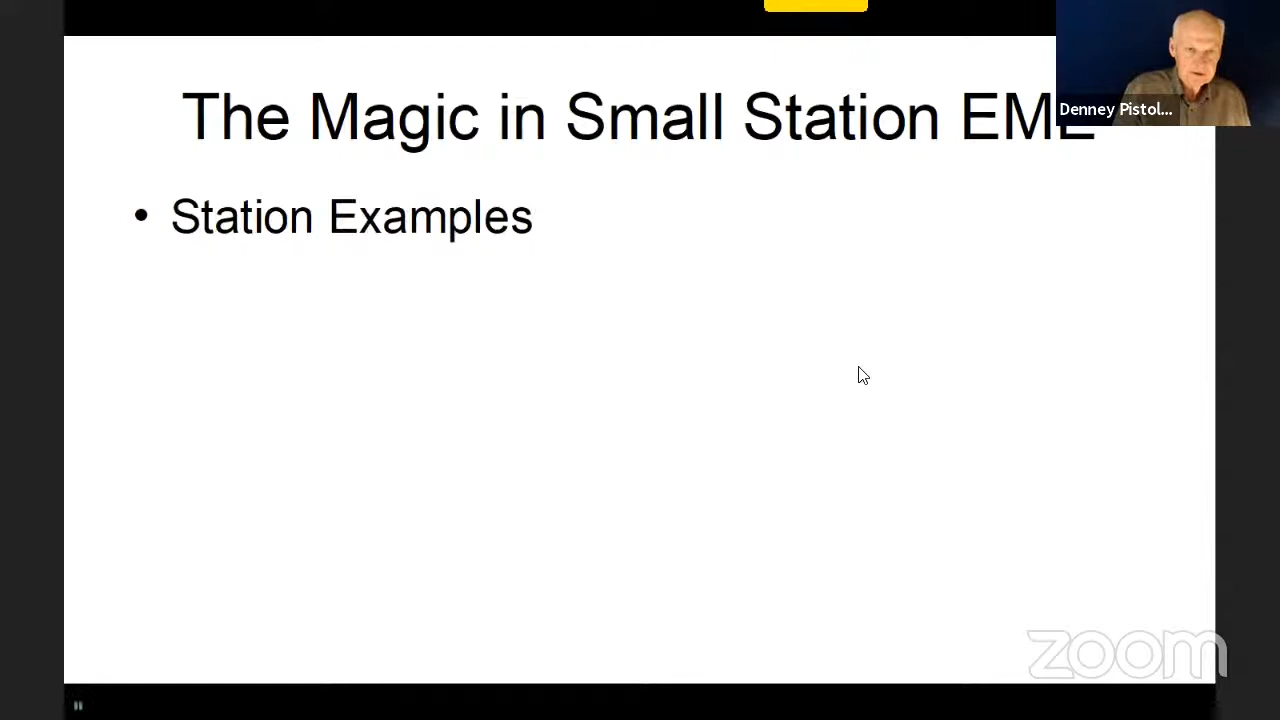 The Magic in Small Station EME
Denney Pistol...
• Station Examples
zoom